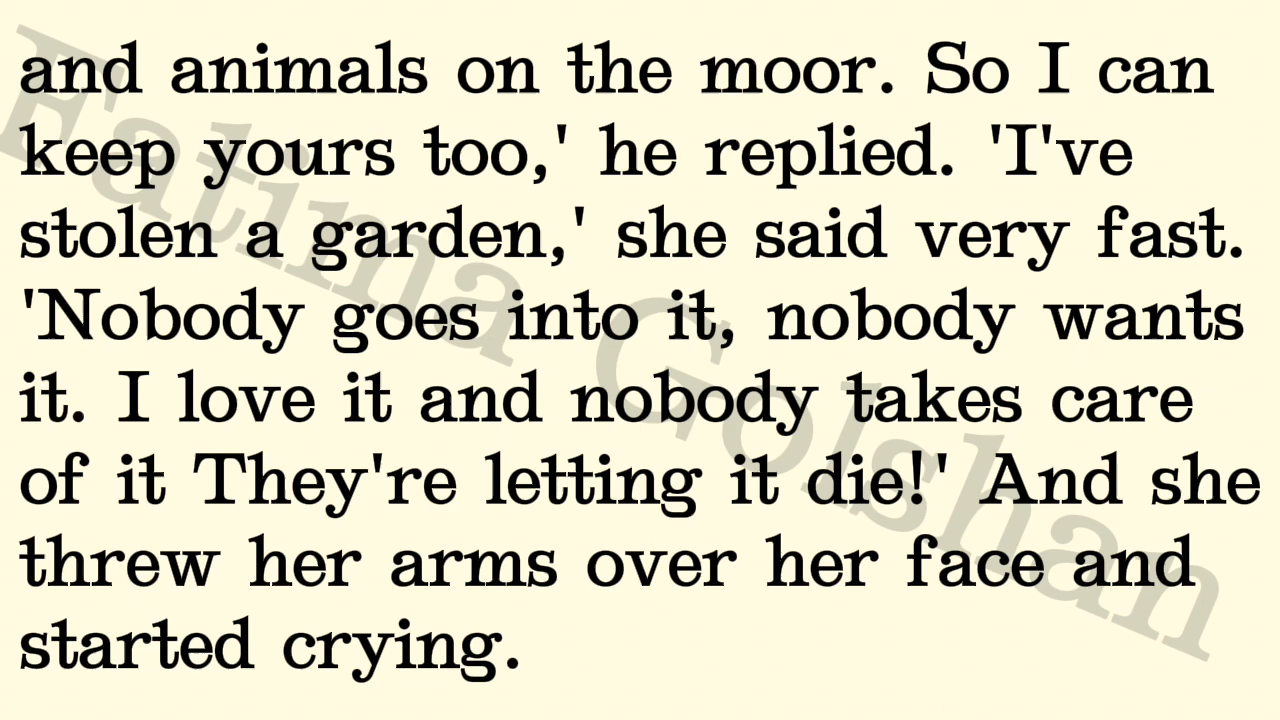 and animals on the moor. So I can
keep yours too,' he replied. 'I've
stolen a garden,' she said very fast.
'Nobody goes into it, nobody wants
it. I love it and nobody takes care
of it They're letting it die!' And she
threw her arms over her face and
started crying.
Fatima Golshan